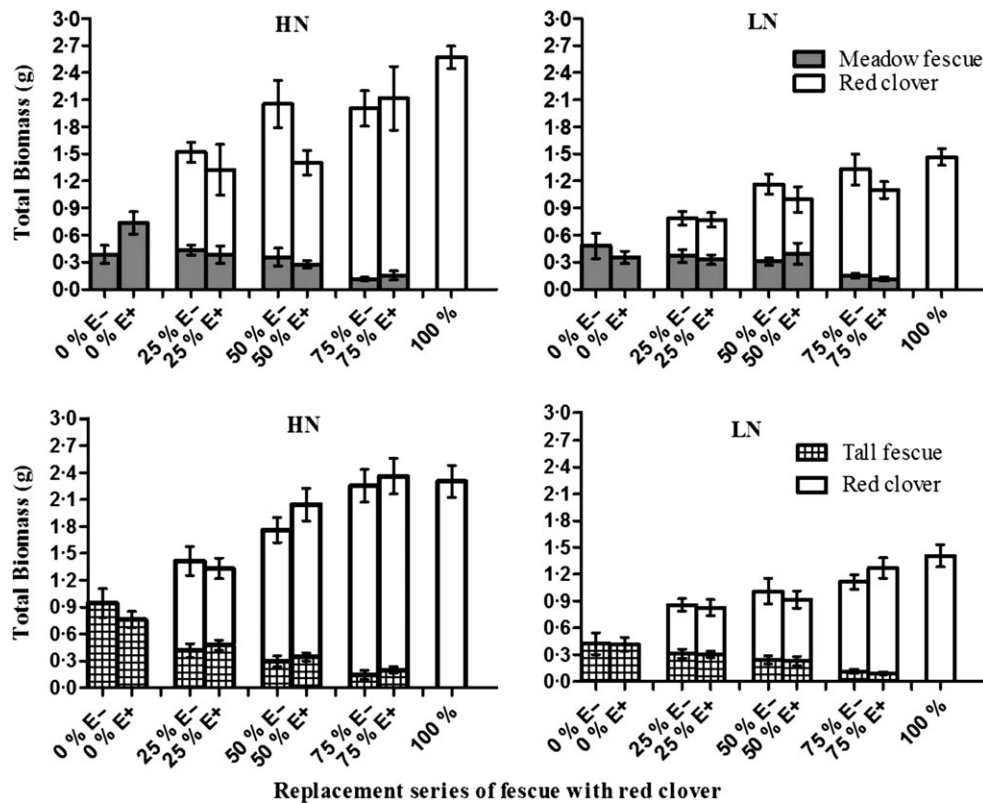 HN
LN
Total Biomass (g)
3·0
2·7
2·4
2·1
1·8
1·5
1·2
0·9
0·6
0·3
0·0
Meadow fescue
Red clover
3·0
2·7
2·4
2·1
1·8
1·5
1·2
0·9
0·6
0·3
0·0
Total Biomass (g)
0 % E−
0 % E+
25 % E−
25 % E+
50 % E−
50 % E+
75 % E−
75 % E+
100 %
0 % E−
0 % E+
25 % E−
25 % E+
50 % E−
50 % E+
75 % E−
75 % E+
100 %
HN
LN
Total Biomass (g)
3·0
2·7
2·4
2·1
1·8
1·5
1·2
0·9
0·6
0·3
0·0
Tall fescue
Red clover
3·0
2·7
2·4
2·1
1·8
1·5
1·2
0·9
0·6
0·3
0·0
Total Biomass (g)
0 % E−
0 % E+
25 % E−
25 % E+
50 % E−
50 % E+
75 % E−
75 % E+
100 %
0 % E−
0 % E+
25 % E−
25 % E+
50 % E−
50 % E+
75 % E−
75 % E+
100 %
Replacement series of fescue with red clover